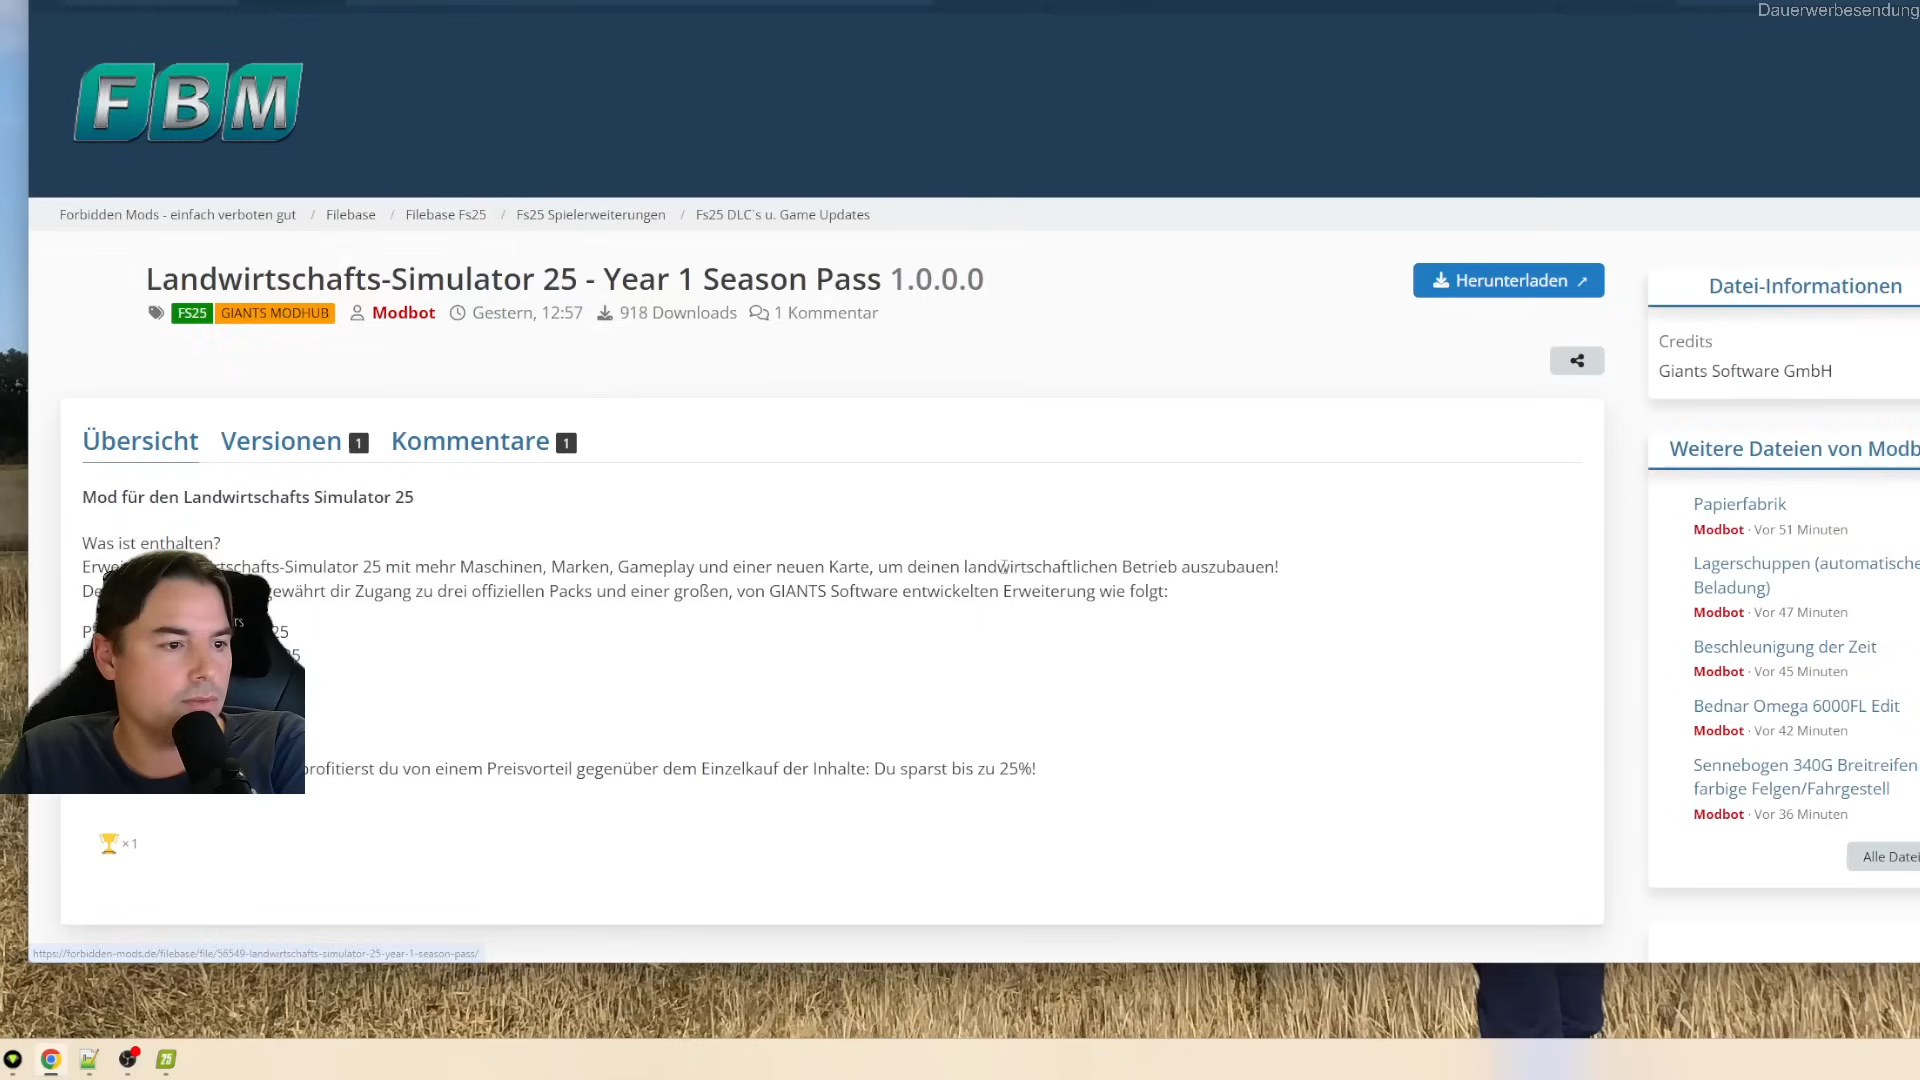 Dauerwerbesendung
FBM
Forbidden Mods - einfach verboten gut / Filebase / Filebase Fs25 / Fs25 Spielerweiterungen / Fs25 DLC´s u. Game Updates
Landwirtschafts-Simulator 25 - Year 1 Season Pass 1.0.0.0
Herunterladen
FS25 GIANTS MODHUB Modbot Gestern, 12:57 918 Downloads 1 Kommentar
Übersicht Versionen 1 Kommentare 1
Mod für den Landwirtschafts Simulator 25
Was ist enthalten?
25 mit mehr Maschinen, Marken, Gameplay und einer neuen Karte, um deinen landwirtschaftlichen Betrieb auszubauen!
gewährt dir Zugang zu drei offiziellen Packs und einer großen, von GIANTS Software entwickelten Erweiterung wie folgt:
25
profitierst du von einem Preisvorteil gegenüber dem Einzelkauf der Inhalte: Du sparst bis zu 25%!
× 1
Datei-Informationen
Credits
Giants Software GmbH
Weitere Dateien von
Papierfabrik
Modbot · Vor 51 Minuten
Lagerschuppen (automatische
Beladung)
Modbot · Vor 47 Minuten
Beschleunigung der Zeit
Modbot · Vor 45 Minuten
Bednar Omega 6000FL Edit
Modbot · Vor 42 Minuten
Sennebogen 340G Breitreifen
farbige Felgen/Fahrgestell
Modbot · Vor 36 Minuten
Alle
https://forbidden-mods.de/filebase/file/56549-landwirtschafts-simulator-25-year-1-season-pass/
25